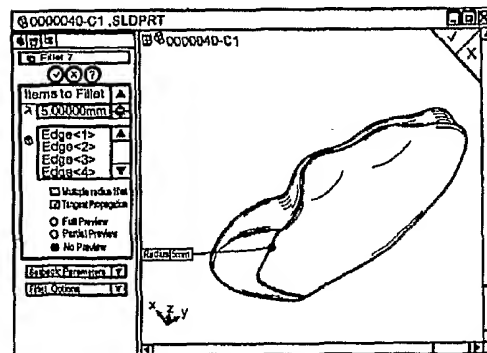 0000040-C1 .SLDPRT
0000040-C1
Fillet 7
Items to Fillet
5.00000mm
Edge<1>
Edge<2>
Edge<3>
Edge<4>
Multiple radius fillet
Tangent Propagation
Full Preview
Partial Preview
No Preview
Setback Parameters
Fillet Options
Radius 5mm
x z y